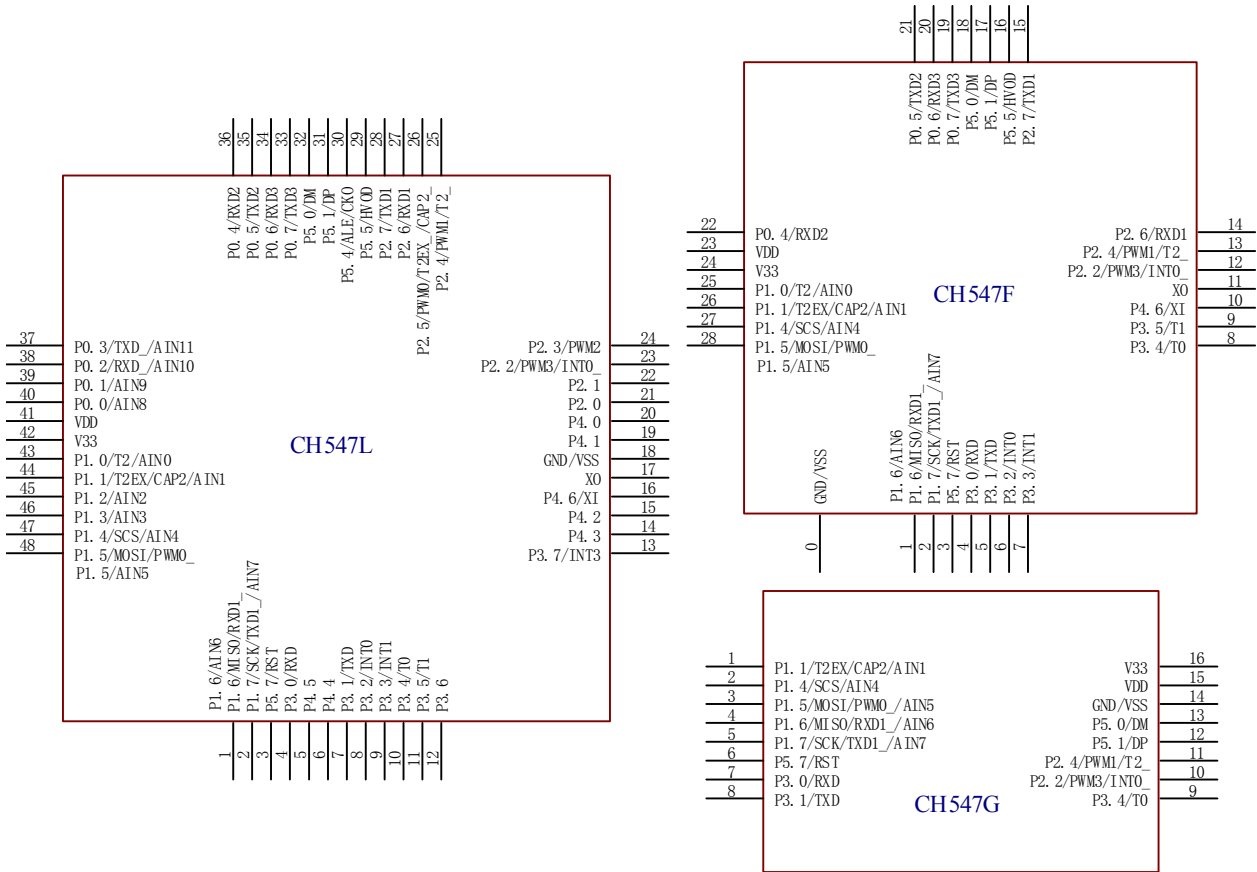 CH547L
36 P0.4/RXD2
35 P0.5/TXD2
34 P0.6/RXD3
33 P0.7/TXD3
32 P5.0/DM
31 P5.1/DP
30 P5.4/ALE/CKO
29 P5.5/HVOD
28 P2.7/TXD1
27 P2.6/RXD1
26 P2.5/PWM0/T2EX_/CAP2_
25 P2.4/PWM1/T2_
37 P0.3/TXD_/AIN11
38 P0.2/RXD_/AIN10
39 P0.1/AIN9
40 P0.0/AIN8
41 VDD
42 V33
43 P1.0/T2/AIN0
44 P1.1/T2EX/CAP2/AIN1
45 P1.2/AIN2
46 P1.3/AIN3
47 P1.4/SCS/AIN4
48 P1.5/MOSI/PWM0_
P1.5/AIN5
P2.3/PWM2 24
P2.2/PWM3/INT0_ 23
P2.1 22
P2.0 21
P4.0 20
P4.1 19
GND/VSS 18
XO 17
P4.6/XI 16
P4.2 15
P4.3 14
P3.7/INT3 13
P1.6/AIN6
P1.6/MISO/RXD1_ 1
P1.7/SCK/TXD1_/AIN7 2
P5.7/RST 3
P3.0/RXD 4
P4.5 5
P4.4 6
P3.1/TXD 7
P3.2/INT0 8
P3.3/INT1 9
P3.4/T0 10
P3.5/T1 11
P3.6 12
CH547F
21 P0.5/TXD2
20 P0.6/RXD3
19 P0.7/TXD3
18 P5.0/DM
17 P5.1/DP
16 P5.5/HVOD
15 P2.7/TXD1
22 P0.4/RXD2
23 VDD
24 V33
25 P1.0/T2/AIN0
26 P1.1/T2EX/CAP2/AIN1
27 P1.4/SCS/AIN4
28 P1.5/MOSI/PWM0_
P1.5/AIN5
P2.6/RXD1 14
P2.4/PWM1/T2_ 13
P2.2/PWM3/INT0_ 12
XO 11
P4.6/XI 10
P3.5/T1 9
P3.4/T0 8
GND/VSS 0
P1.6/AIN6
P1.6/MISO/RXD1_ 1
P1.7/SCK/TXD1_/AIN7 2
P5.7/RST 3
P3.0/RXD 4
P3.1/TXD 5
P3.2/INT0 6
P3.3/INT1 7
1 P1.1/T2EX/CAP2/AIN1
2 P1.4/SCS/AIN4
3 P1.5/MOSI/PWM0_/AIN5
4 P1.6/MISO/RXD1_/AIN6
5 P1.7/SCK/TXD1_/AIN7
6 P5.7/RST
7 P3.0/RXD
8 P3.1/TXD
V33 16
VDD 15
GND/VSS 14
P5.0/DM 13
P5.1/DP 12
P2.4/PWM1/T2_ 11
P2.2/PWM3/INT0_ 10
P3.4/T0 9
CH547G